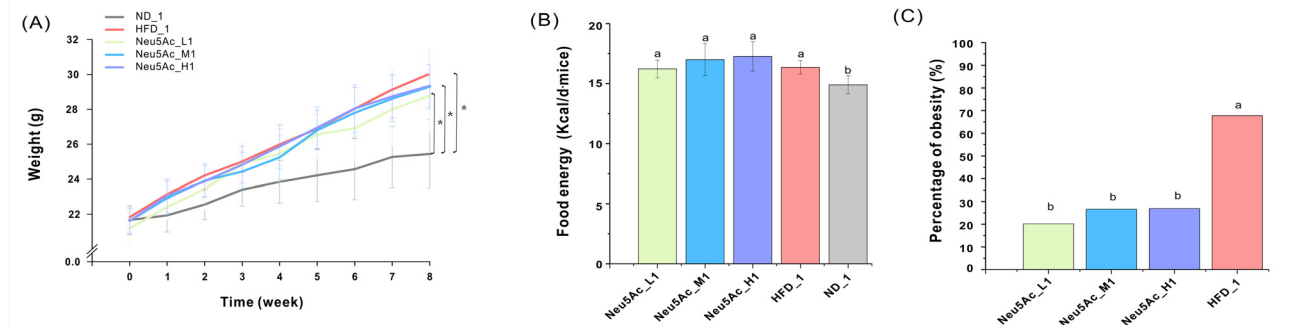 (A)
ND_1
HFD_1
Neu5Ac_L1
Neu5Ac_M1
Neu5Ac_H1
32
30
28
26
24
22
0.0
Weight (g)
* * *
0 1 2 3 4 5 6 7 8
Time (week)
(B)
20
15
10
5
0
Food energy (Kcal/d·mice)
a a a a b
Neu5Ac_L1
Neu5Ac_M1
Neu5Ac_H1
HFD_1
ND_1
(C)
100
90
80
70
60
50
40
30
20
10
0
Percentage of obesity (%)
b b b a
Neu5Ac_L1
Neu5Ac_M1
Neu5Ac_H1
HFD_1